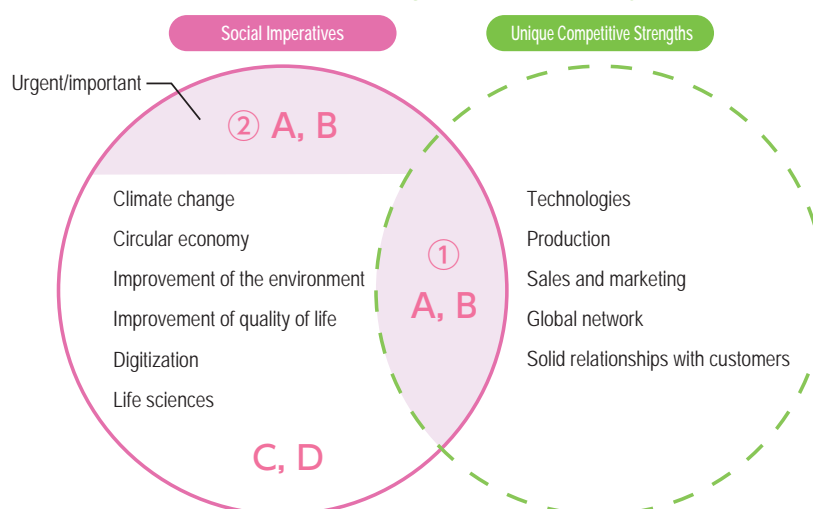 Social Imperatives
Unique Competitive Strengths
Urgent/important
② A, B
Climate change
Circular economy
Improvement of the environment
Improvement of quality of life
Digitization
Life sciences
C, D
①
A, B
Technologies
Production
Sales and marketing
Global network
Solid relationships with customers